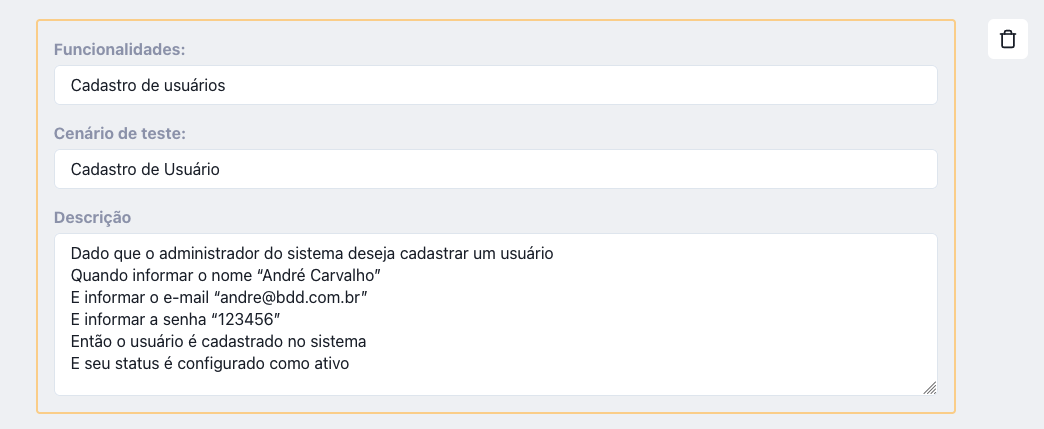 Funcionalidades:
Cadastro de usuários
Cenário de teste:
Cadastro de Usuário
Descrição
Dado que o administrador do sistema deseja cadastrar um usuário
Quando informar o nome “André Carvalho”
E informar o e-mail “andre@bdd.com.br”
E informar a senha “123456”
Então o usuário é cadastrado no sistema
E seu status é configurado como ativo